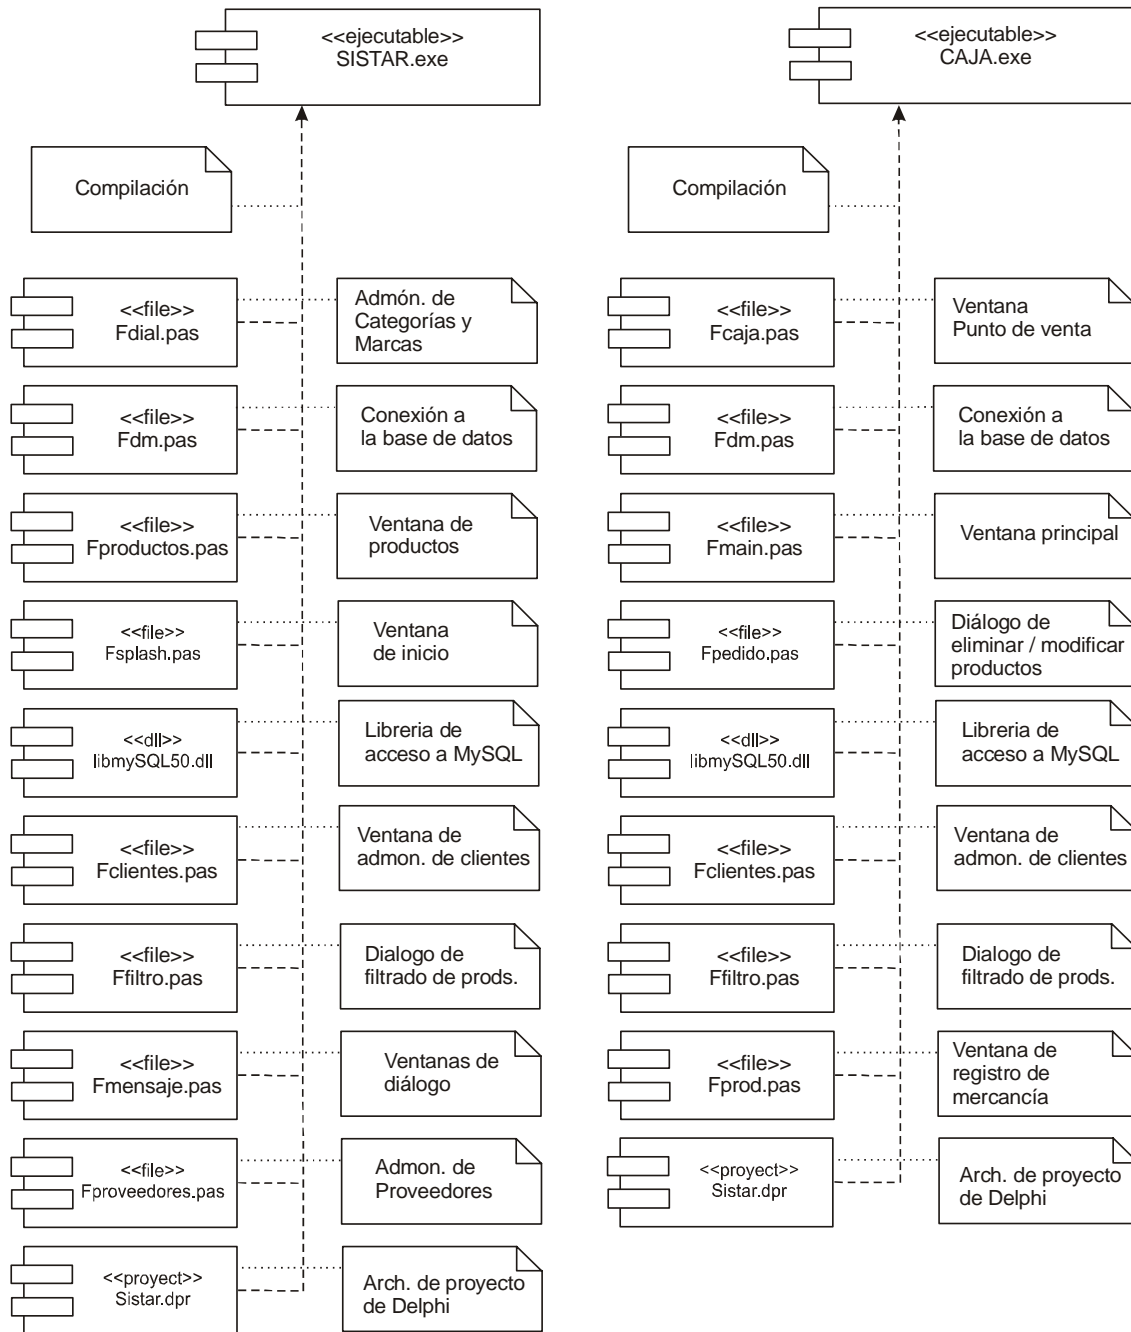 <<ejecutable>>
SISTAR.exe
Compilación
<<file>>
Fdial.pas
Admón. de
Categorías y
Marcas
<<file>>
Fdm.pas
Conexión a
la base de datos
<<file>>
Fproductos.pas
Ventana de
productos
<<file>>
Fsplash.pas
Ventana
de inicio
<<dll>>
libmySQL50.dll
Libreria de
acceso a MySQL
<<file>>
Fclientes.pas
Ventana de
admon. de clientes
<<file>>
Ffiltro.pas
Dialogo de
filtrado de prods.
<<file>>
Fmensaje.pas
Ventanas de
diálogo
<<file>>
Fproveedores.pas
Admon. de
Proveedores
<<proyect>>
Sistar.dpr
Arch. de proyecto
de Delphi
<<ejecutable>>
CAJA.exe
Compilación
<<file>>
Fcaja.pas
Ventana
Punto de venta
<<file>>
Fdm.pas
Conexión a
la base de datos
<<file>>
Fmain.pas
Ventana principal
<<file>>
Fpedido.pas
Diálogo de
eliminar / modificar
productos
<<dll>>
libmySQL50.dll
Libreria de
acceso a MySQL
<<file>>
Fclientes.pas
Ventana de
admon. de clientes
<<file>>
Ffiltro.pas
Dialogo de
filtrado de prods.
<<file>>
Fprod.pas
Ventana de
registro de
mercancía
<<proyect>>
Sistar.dpr
Arch. de proyecto
de Delphi